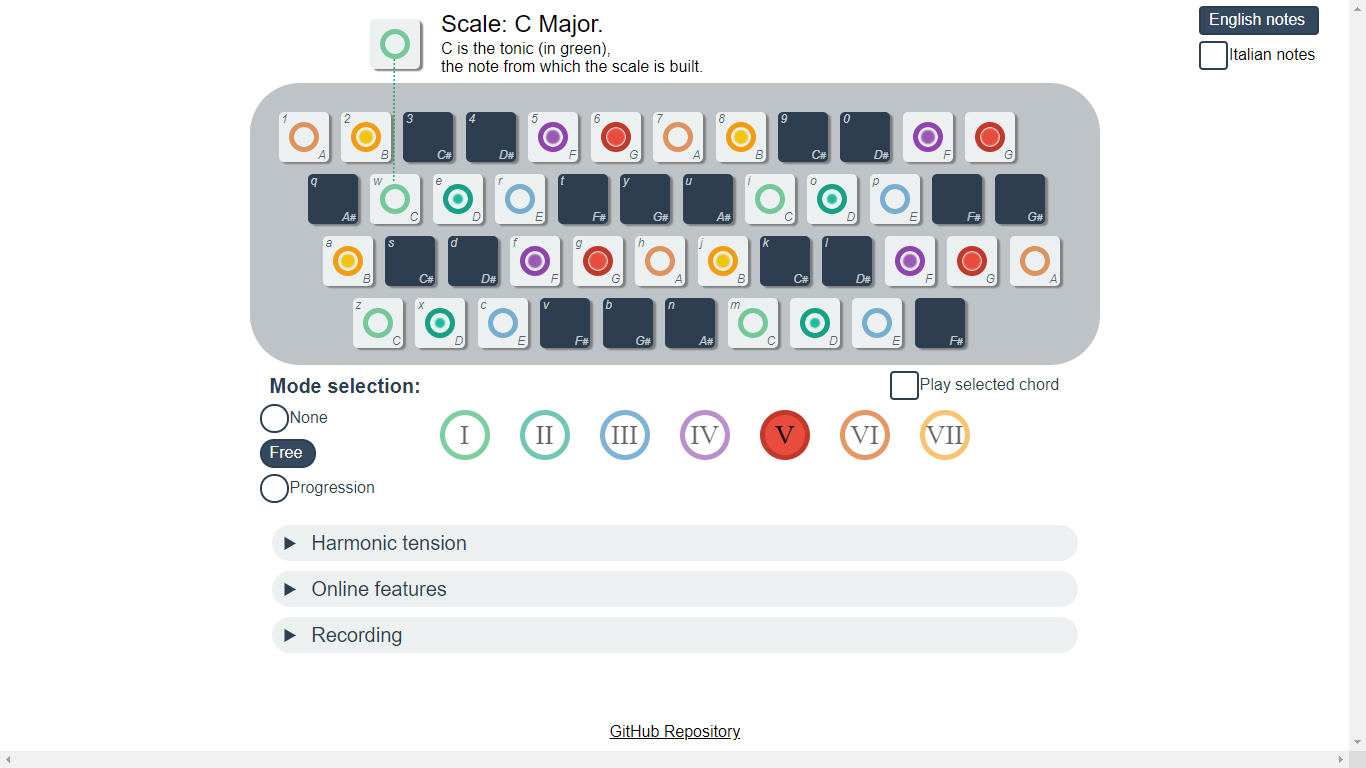 Scale: C Major.
C is the tonic (in green),
the note from which the scale is built.
English notes
Italian notes
1 A 2 B 3 C# 4 D# 5 F 6 G 7 A 8 B 9 C# 0 D# F G
q A# w C e D r E t F# y G# u A# i C o D p E F# G#
a B s C# d D# f F g G h A j B k C# l D# F G A
z C x D c E v F# b G# n A# m C D E F#
Mode selection:
Play selected chord
None
Free
Progression
I II III IV V VI VII
Harmonic tension
Online features
Recording
GitHub Repository